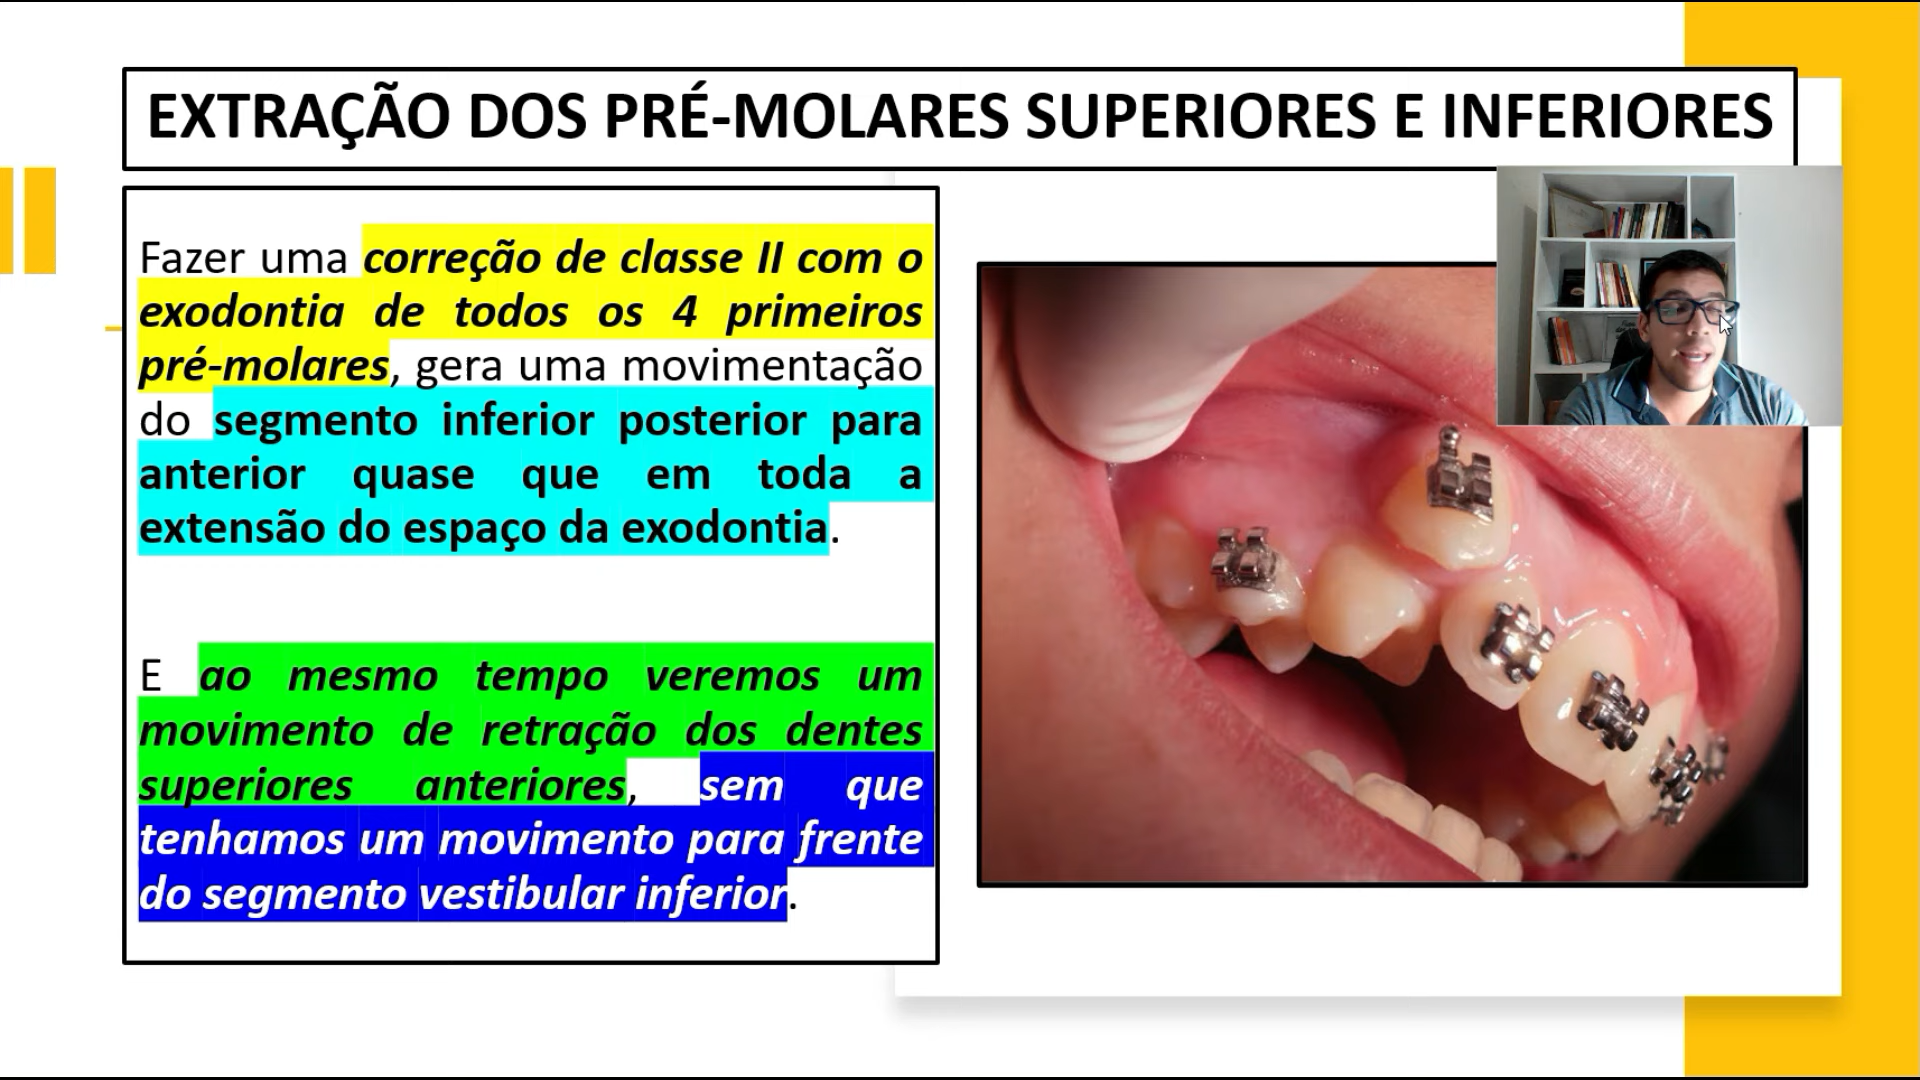 EXTRAÇÃO DOS PRÉ-MOLARES SUPERIORES E INFERIORES
Fazer uma correção de classe II com o
exodontia de todos os 4 primeiros
pré-molares, gera uma movimentação
do segmento inferior posterior para
anterior quase que em toda a
extensão do espaço da exodontia.
E ao mesmo tempo veremos um
movimento de retração dos dentes
superiores anteriores, sem que
tenhamos um movimento para frente
do segmento vestibular inferior.